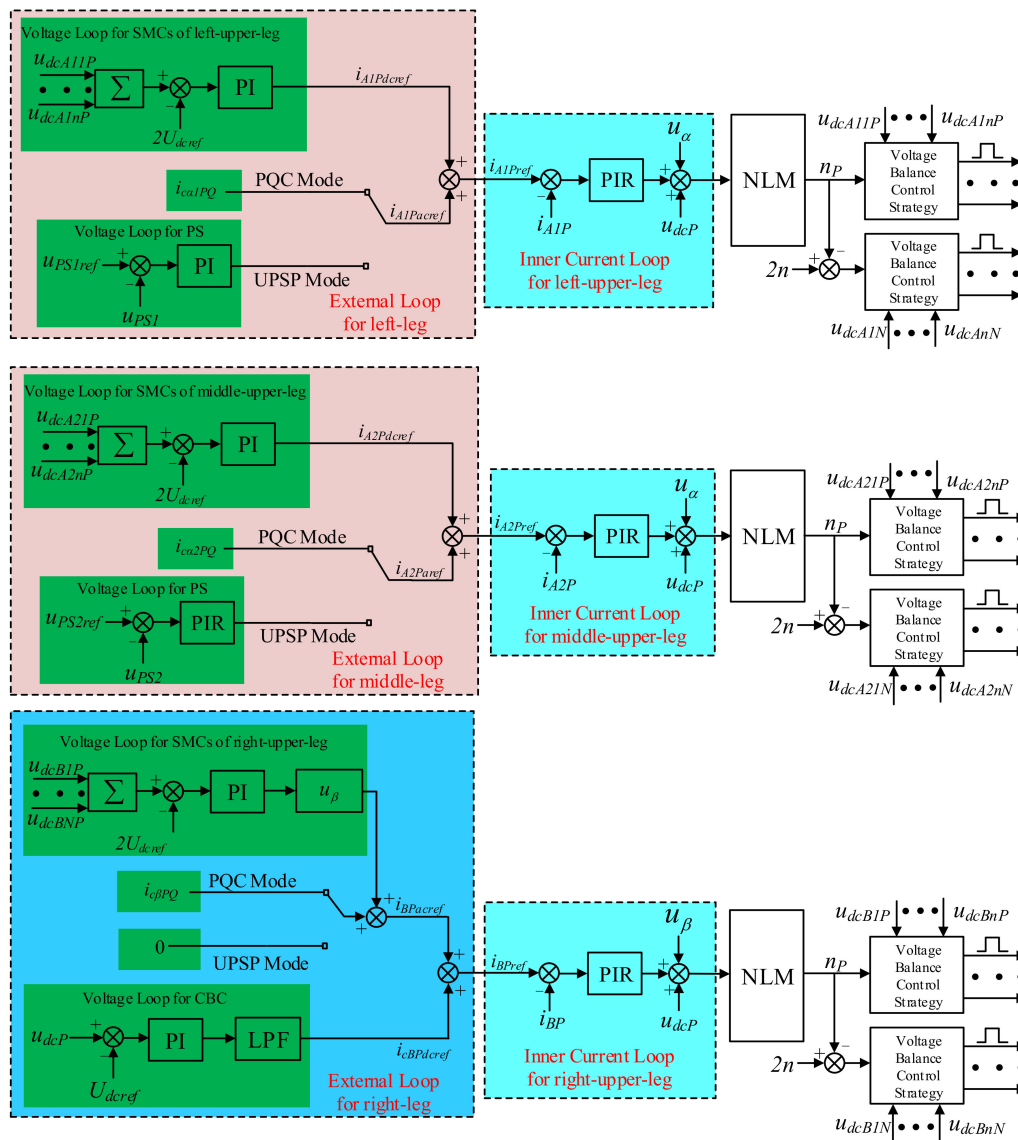 Voltage Loop for SMCs of left-upper-leg
u_dcA11P
u_dcA1nP
Σ
+
−
2U_dcref
PI
i_A1Pdcref
i_cα1PQ
PQC Mode
i_A1Pacref
+
+
Voltage Loop for PS
u_PS1ref
+
−
u_PS1
PI
UPSP Mode
External Loop
for left-leg
i_A1Pref
−
i_A1P
PIR
u_α
+
+
+
u_dcP
Inner Current Loop
for left-upper-leg
NLM
n_P
2n
+
−
u_dcA11P
u_dcA1nP
Voltage
Balance
Control
Strategy
Voltage
Balance
Control
Strategy
u_dcA1N
u_dcAnN
Voltage Loop for SMCs of middle-upper-leg
u_dcA21P
u_dcA2nP
Σ
+
−
2U_dcref
PI
i_A2Pdcref
i_cα2PQ
PQC Mode
i_A2Paref
+
+
Voltage Loop for PS
u_PS2ref
+
−
u_PS2
PIR
UPSP Mode
External Loop
for middle-leg
i_A2Pref
−
i_A2P
PIR
u_α
+
+
+
u_dcP
Inner Current Loop
for middle-upper-leg
NLM
n_P
2n
+
−
u_dcA21P
u_dcA2nP
Voltage
Balance
Control
Strategy
Voltage
Balance
Control
Strategy
u_dcA21N
u_dcA2nN
Voltage Loop for SMCs of right-upper-leg
u_dcB1P
u_dcBNP
Σ
+
−
2U_dcref
PI
u_β
i_cβPQ
PQC Mode
+
+
i_BPacref
0
UPSP Mode
+
+
Voltage Loop for CBC
u_dcP
+
−
U_dcref
PI
LPF
i_cBPdcref
External Loop
for right-leg
i_BPref
−
i_BP
PIR
u_β
+
+
+
u_dcP
Inner Current Loop
for right-upper-leg
NLM
n_P
2n
+
−
u_dcB1P
u_dcBnP
Voltage
Balance
Control
Strategy
Voltage
Balance
Control
Strategy
u_dcB1N
u_dcBnN